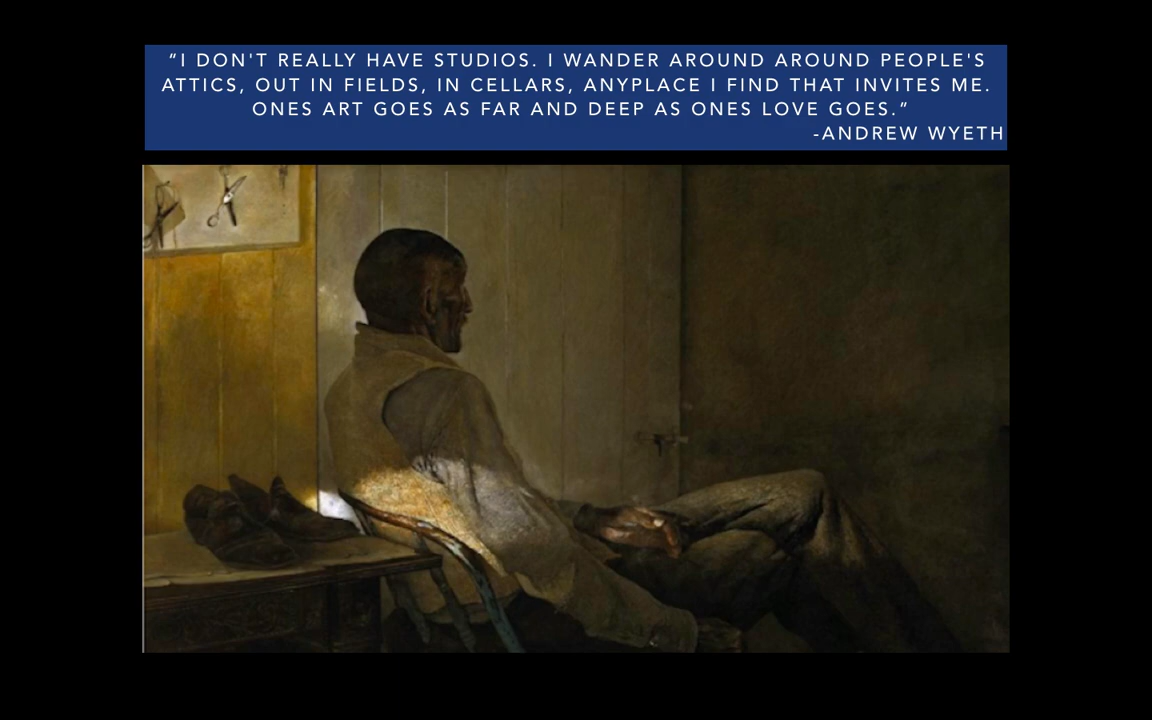 “I DON'T REALLY HAVE STUDIOS. I WANDER AROUND AROUND PEOPLE'S
ATTICS, OUT IN FIELDS, IN CELLARS, ANYPLACE I FIND THAT INVITES ME.
ONES ART GOES AS FAR AND DEEP AS ONES LOVE GOES.”
-ANDREW WYETH